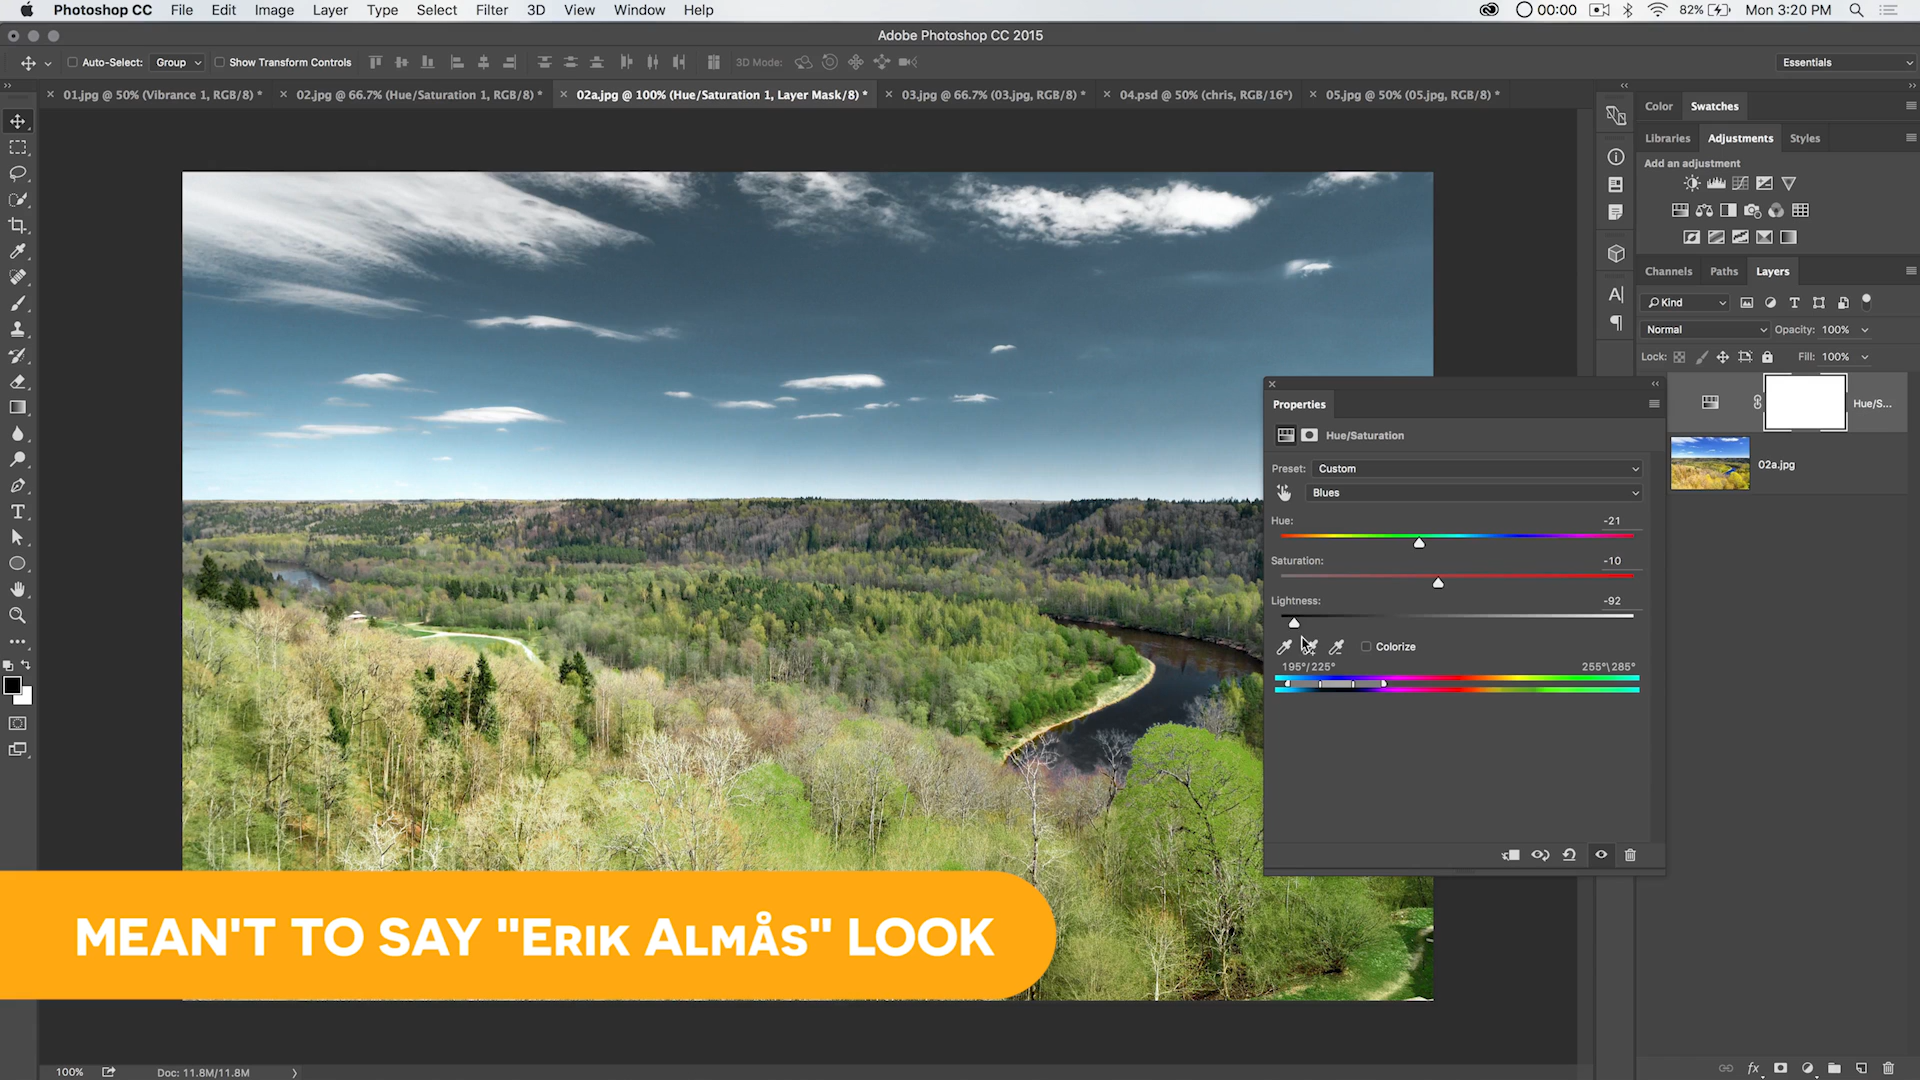 Photoshop CC File Edit Image Layer Type Select Filter 3D View Window Help 00:00 82% Mon 3:20 PM
Adobe Photoshop CC 2015
Auto-Select: Group Show Transform Controls 3D Mode: Essentials
01.jpg @ 50% (Vibrance 1, RGB/8) * 02.jpg @ 66.7% (Hue/Saturation 1, RGB/8) * 02a.jpg @ 100% (Hue/Saturation 1, Layer Mask/8) * 03.jpg @ 66.7% (03.jpg, RGB/8) * 04.psd @ 50% (chris, RGB/16*) 05.jpg @ 50% (05.jpg, RGB/8) *
Color Swatches
Libraries Adjustments Styles
Add an adjustment
Channels Paths Layers
Kind
Normal Opacity: 100%
Lock: Fill: 100%
Hue/S...
02a.jpg
Properties
Hue/Saturation
Preset: Custom
Blues
Hue: -21
Saturation: -10
Lightness: -92
Colorize
195°/225° 255°\285°
MEAN'T TO SAY "Erik Almås" LOOK
100% Doc: 11.8M/11.8M
fx